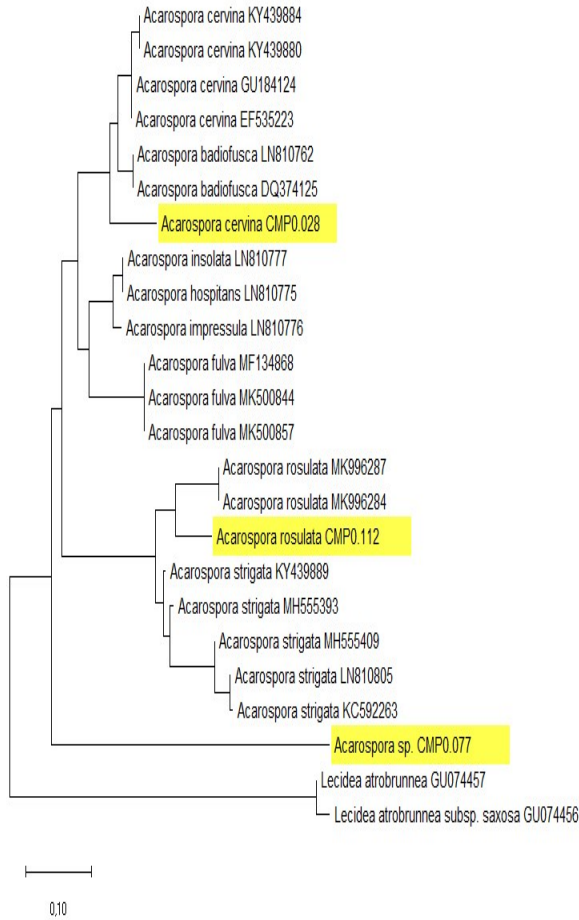 Acarospora cervina KY439884
Acarospora cervina KY439880
Acarospora cervina GU184124
Acarospora cervina EF535223
Acarospora badiofusca LN810762
Acarospora badiofusca DQ374125
Acarospora cervina CMP0.028
Acarospora insolata LN810777
Acarospora hospitans LN810775
Acarospora impressula LN810776
Acarospora fulva MF134868
Acarospora fulva MK500844
Acarospora fulva MK500857
Acarospora rosulata MK996287
Acarospora rosulata MK996284
Acarospora rosulata CMP0.112
Acarospora strigata KY439889
Acarospora strigata MH555393
Acarospora strigata MH555409
Acarospora strigata LN810805
Acarospora strigata KC592263
Acarospora sp. CMP0.077
Lecidea atrobrunnea GU074457
Lecidea atrobrunnea subsp. saxosa GU074456
0,10